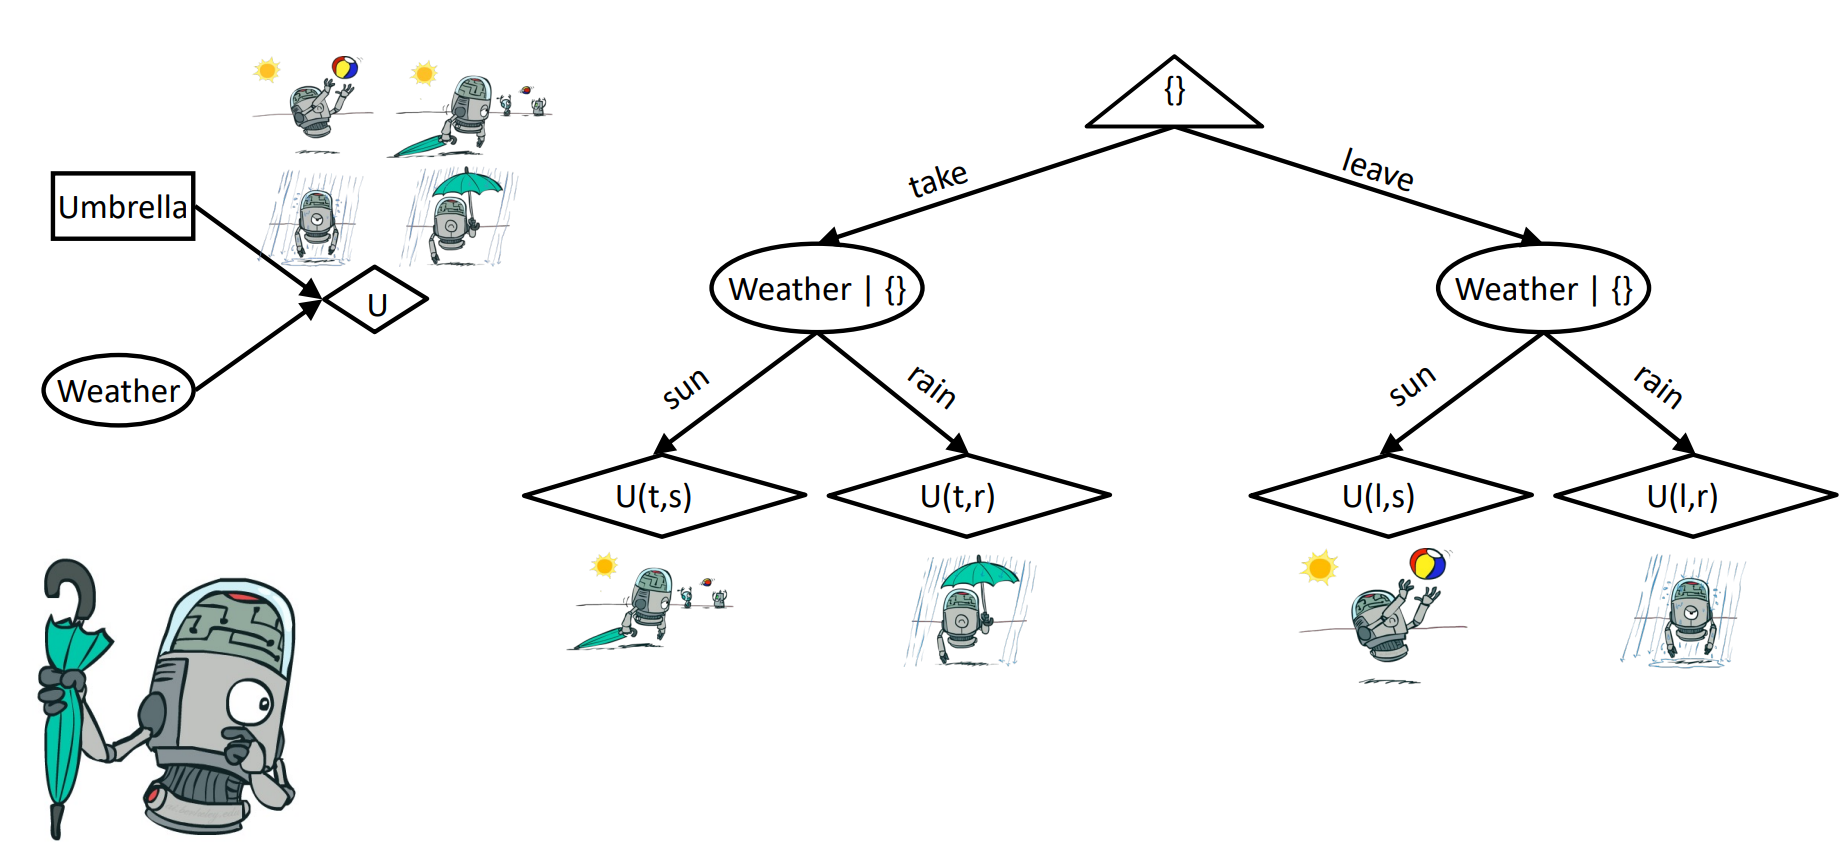 {}
take
leave
Umbrella
U
Weather
Weather | {}
Weather | {}
sun
rain
sun
rain
U(t,s)
U(t,r)
U(l,s)
U(l,r)